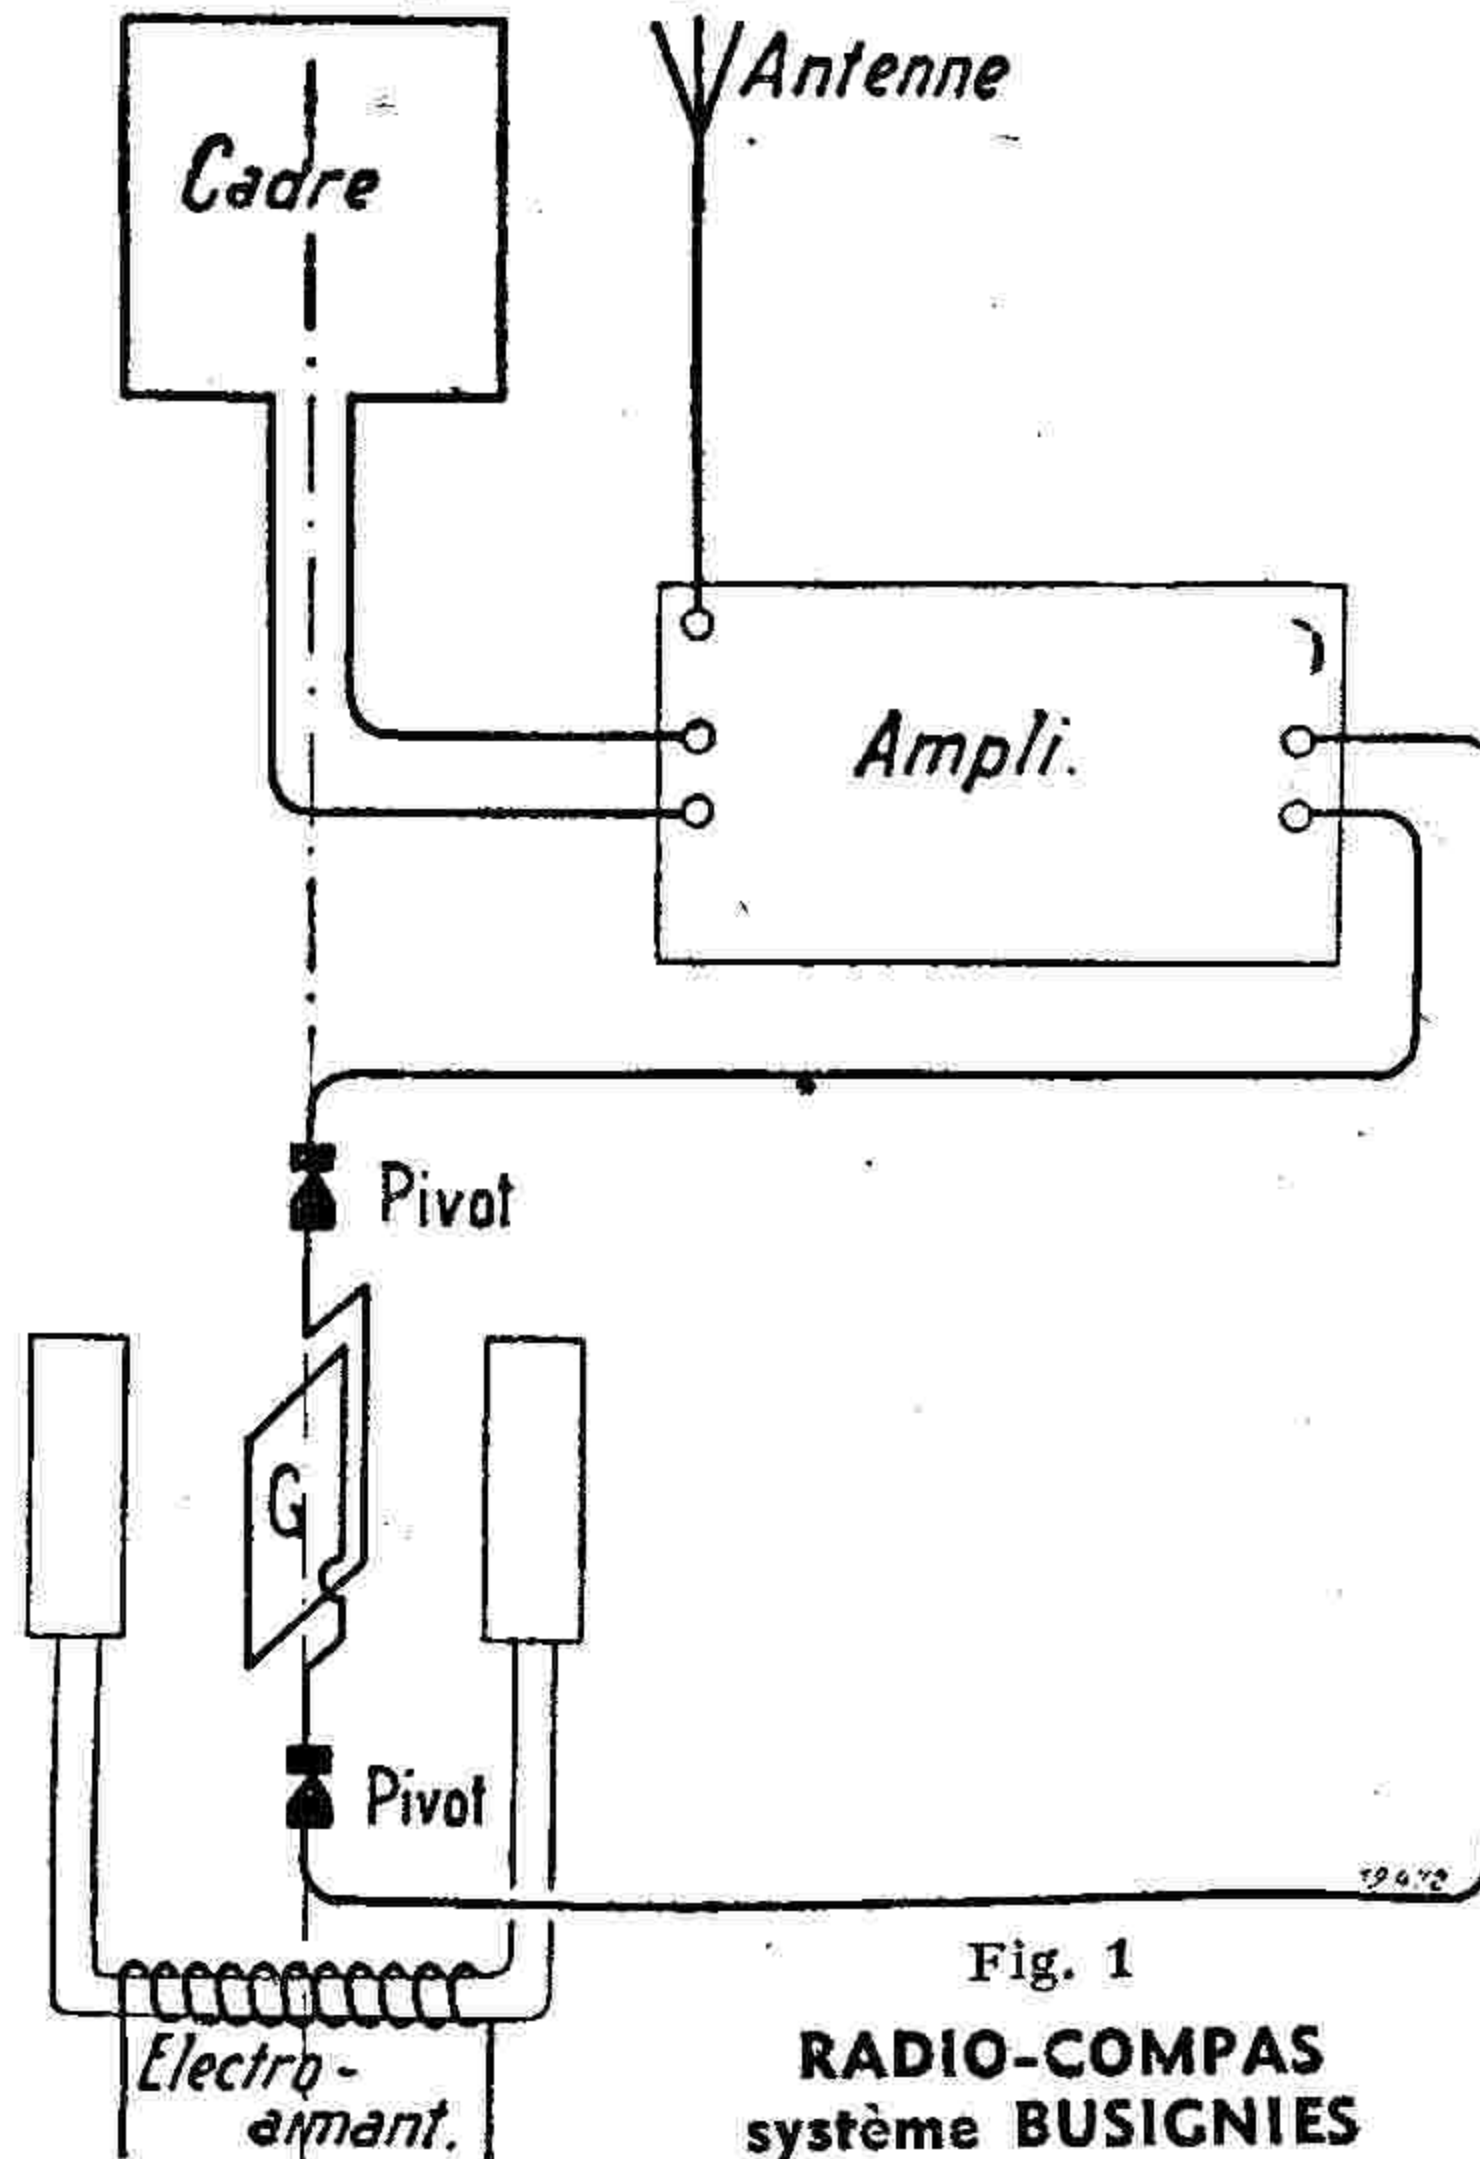 Antenne
Cadre
Ampli.
Pivot
G
Pivot
Fig. 1
Electro-
aimant.
RADIO-COMPAS
système BUSIGNIES